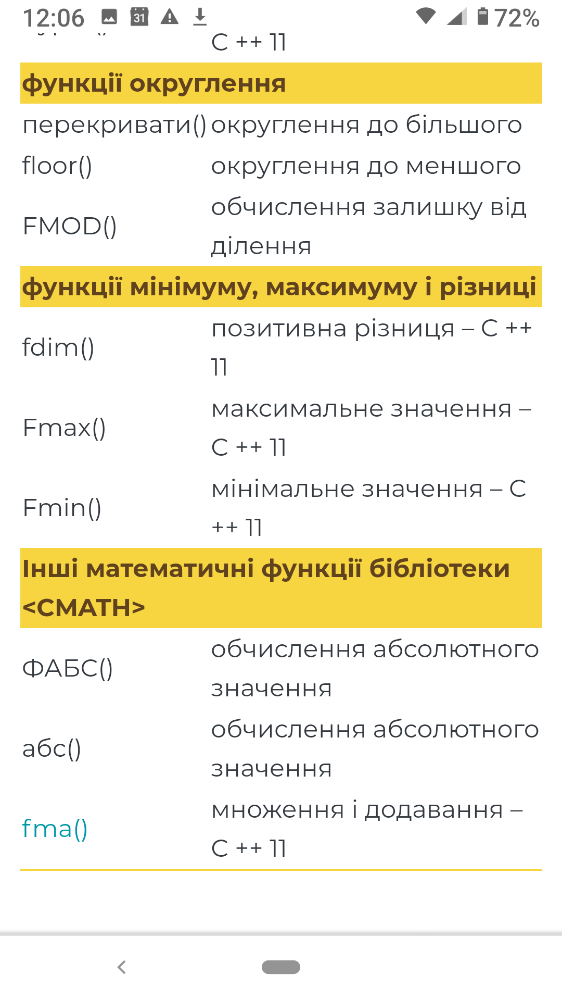 12:06 31 72%
C ++ 11
функції округлення
перекривати() округлення до більшого
floor() округлення до меншого
обчислення залишку від
FMOD()
ділення
функції мінімуму, максимуму і різниці
позитивна різниця – C ++
fdim()
11
максимальне значення –
Fmax()
C ++ 11
мінімальне значення – C
Fmin()
++ 11
Інші математичні функції бібліотеки
<CMATH>
обчислення абсолютного
ФАБС()
значення
обчислення абсолютного
абс()
значення
множення і додавання –
fma()
C ++ 11